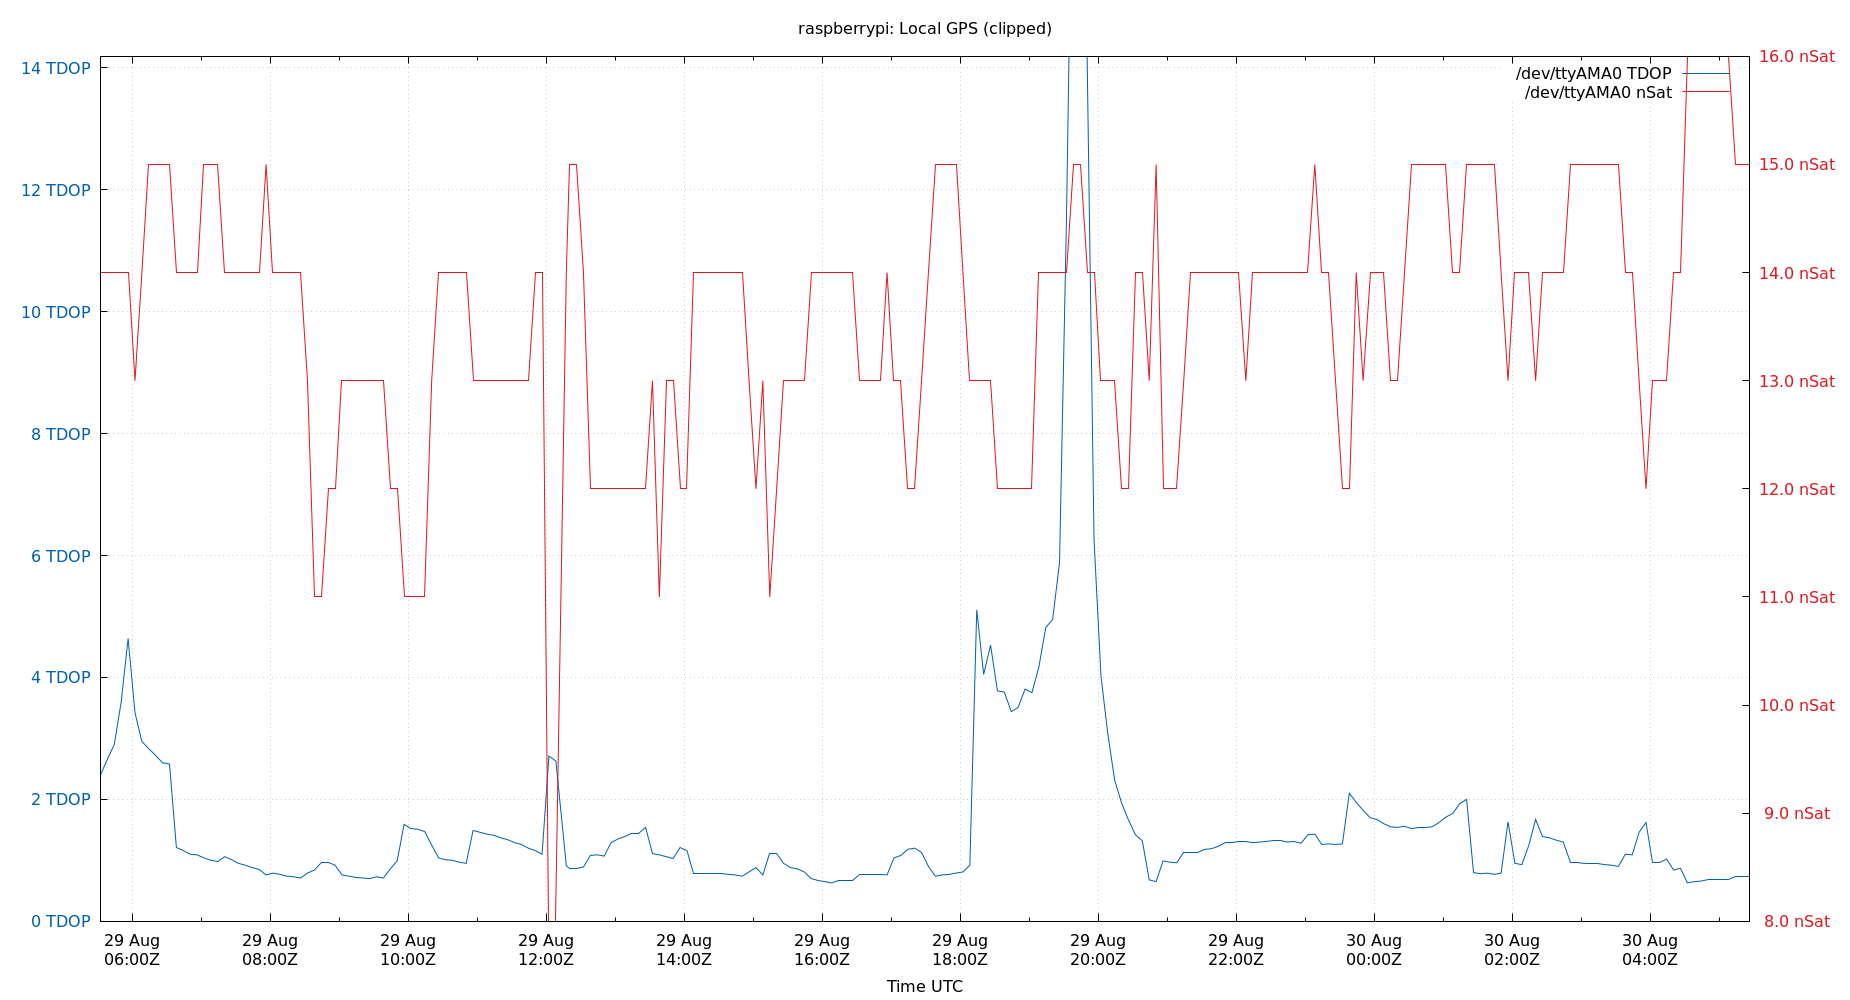 raspberrypi: Local GPS (clipped)
14 TDOP
12 TDOP
10 TDOP
8 TDOP
6 TDOP
4 TDOP
2 TDOP
0 TDOP
/dev/ttyAMA0 TDOP
/dev/ttyAMA0 nSat
16.0 nSat
15.0 nSat
14.0 nSat
13.0 nSat
12.0 nSat
11.0 nSat
10.0 nSat
9.0 nSat
8.0 nSat
29 Aug
06:00Z
29 Aug
08:00Z
29 Aug
10:00Z
29 Aug
12:00Z
29 Aug
14:00Z
29 Aug
16:00Z
29 Aug
18:00Z
29 Aug
20:00Z
29 Aug
22:00Z
30 Aug
00:00Z
30 Aug
02:00Z
30 Aug
04:00Z
Time UTC